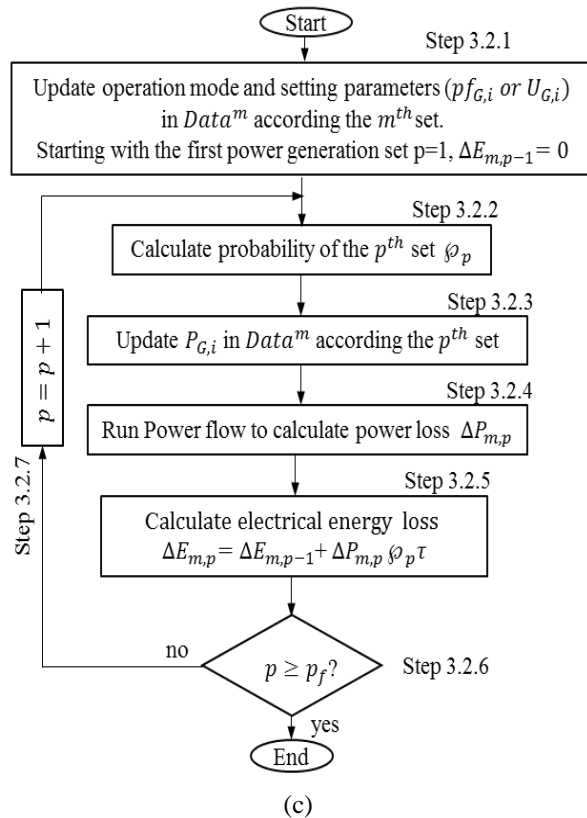 Start
Step 3.2.1
Update operation mode and setting parameters (𝑝𝑓_{𝐺,𝑖} 𝑜𝑟 𝑈_{𝐺,𝑖})
in 𝐷𝑎𝑡𝑎^𝑚 according the 𝑚^{𝑡ℎ} set.
Starting with the first power generation set p=1, Δ𝐸_{𝑚,𝑝−1} = 0
Step 3.2.2
Calculate probability of the 𝑝^{𝑡ℎ} set ℘_𝑝
Step 3.2.3
Update 𝑃_{𝐺,𝑖} in 𝐷𝑎𝑡𝑎^𝑚 according the 𝑝^{𝑡ℎ} set
Step 3.2.4
Run Power flow to calculate power loss Δ𝑃_{𝑚,𝑝}
Step 3.2.5
Calculate electrical energy loss
Δ𝐸_{𝑚,𝑝} = Δ𝐸_{𝑚,𝑝−1} + Δ𝑃_{𝑚,𝑝} ℘_𝑝 𝜏
𝑝 ≥ 𝑝_𝑓?
Step 3.2.6
no
Step 3.2.7
𝑝 = 𝑝 + 1
yes
End
(c)